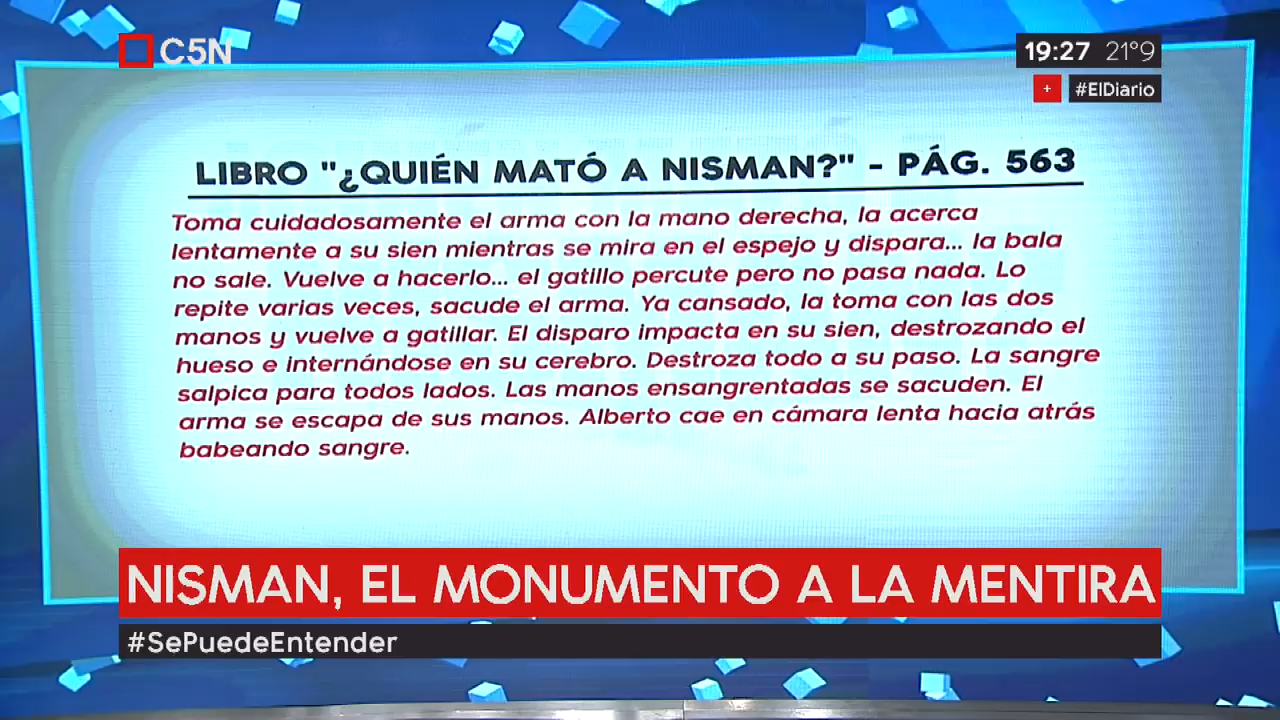 C5N
19:27 21°9
+ #ElDiario
LIBRO "¿QUIÉN MATÓ A NISMAN?" - PÁG. 563
Toma cuidadosamente el arma con la mano derecha, la acerca
lentamente a su sien mientras se mira en el espejo y dispara... la bala
no sale. Vuelve a hacerlo... el gatillo percute pero no pasa nada. Lo
repite varias veces, sacude el arma. Ya cansado, la toma con las dos
manos y vuelve a gatillar. El disparo impacta en su sien, destrozando el
hueso e internándose en su cerebro. Destroza todo a su paso. La sangre
salpica para todos lados. Las manos ensangrentadas se sacuden. El
arma se escapa de sus manos. Alberto cae en cámara lenta hacia atrás
babeando sangre.
NISMAN, EL MONUMENTO A LA MENTIRA
#SePuedeEntender